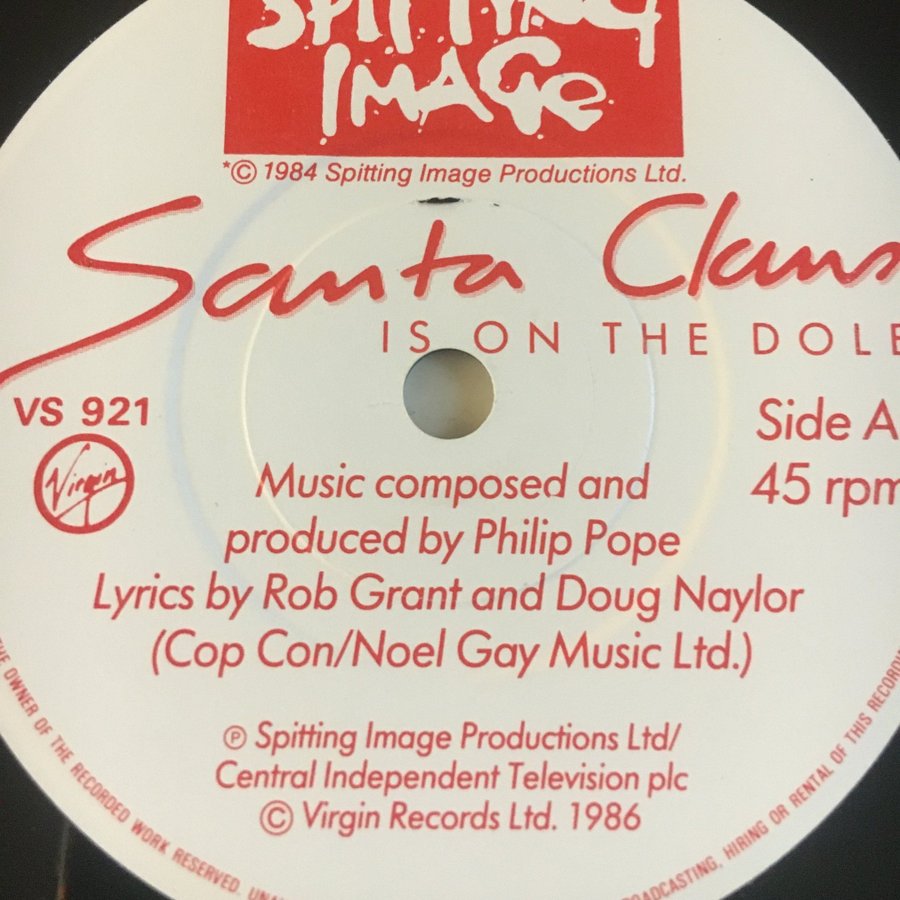 SPITTING
IMAGE
*© 1984 Spitting Image Productions Ltd.
Santa Claus
IS ON THE DOLE
VS 921
Side A
Virgin
45 rpm
Music composed and
produced by Philip Pope
Lyrics by Rob Grant and Doug Naylor
(Cop Con/Noel Gay Music Ltd.)
℗ Spitting Image Productions Ltd/
Central Independent Television plc
© Virgin Records Ltd. 1986
THE OWNER OF THE RECORDED WORK RESERVED.
HIRING OR RENTAL OF THIS